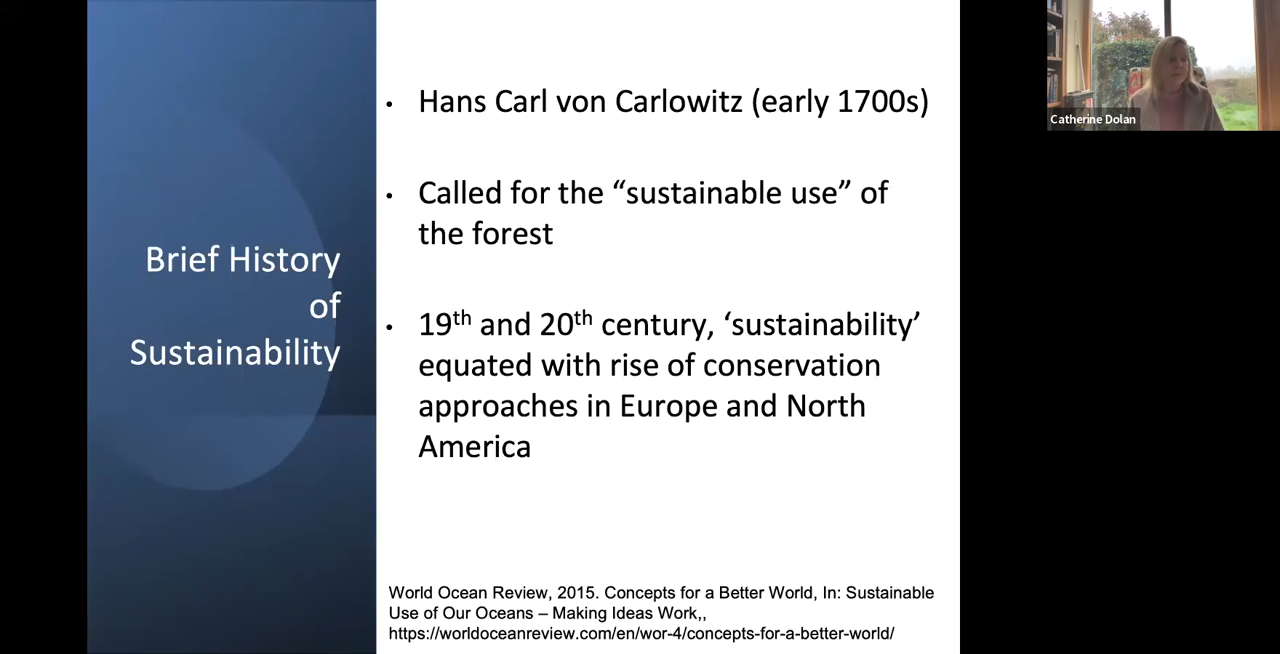 Brief History
of
Sustainability
• Hans Carl von Carlowitz (early 1700s)
• Called for the “sustainable use” of
the forest
• 19th and 20th century, ‘sustainability’
equated with rise of conservation
approaches in Europe and North
America
World Ocean Review, 2015. Concepts for a Better World, In: Sustainable
Use of Our Oceans – Making Ideas Work,,
https://worldoceanreview.com/en/wor-4/concepts-for-a-better-world/
Catherine Dolan